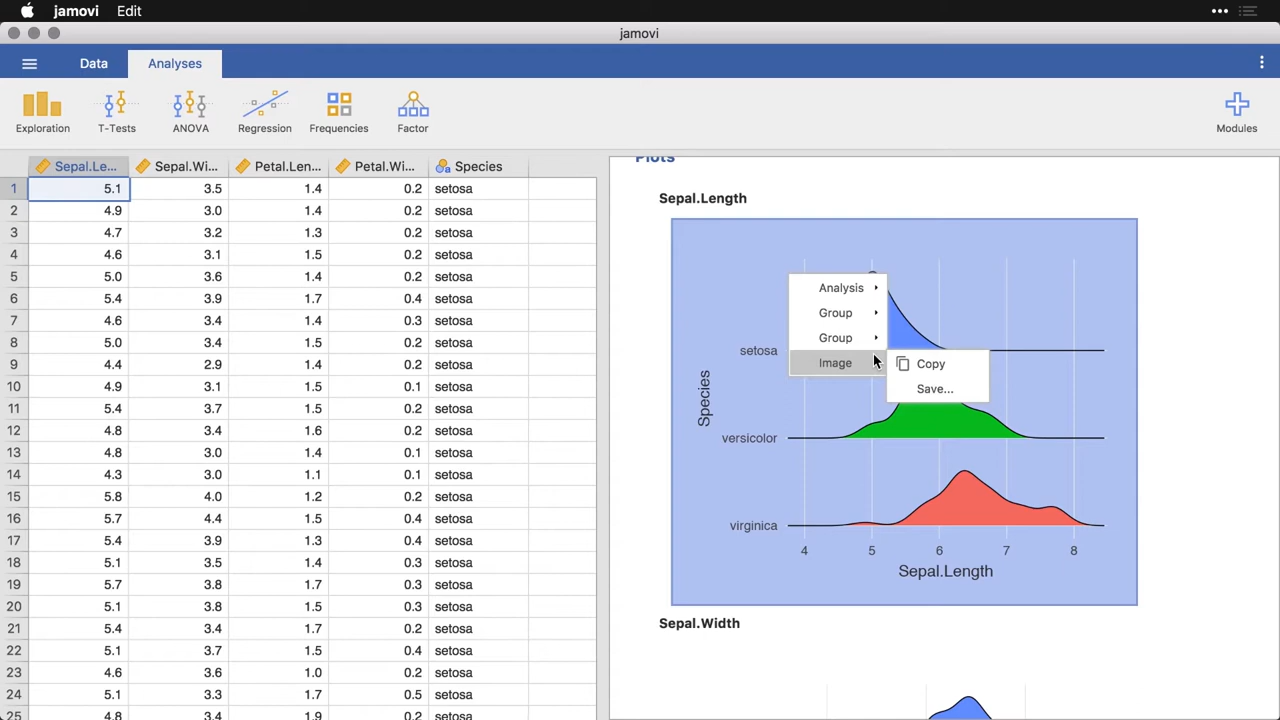 jamovi Edit
jamovi
Data Analyses
Exploration T-Tests ANOVA Regression Frequencies Factor Modules
Sepal.Le... Sepal.Wi... Petal.Len... Petal.Wi... Species
1 5.1 3.5 1.4 0.2 setosa
2 4.9 3.0 1.4 0.2 setosa
3 4.7 3.2 1.3 0.2 setosa
4 4.6 3.1 1.5 0.2 setosa
5 5.0 3.6 1.4 0.2 setosa
6 5.4 3.9 1.7 0.4 setosa
7 4.6 3.4 1.4 0.3 setosa
8 5.0 3.4 1.5 0.2 setosa
9 4.4 2.9 1.4 0.2 setosa
10 4.9 3.1 1.5 0.1 setosa
11 5.4 3.7 1.5 0.2 setosa
12 4.8 3.4 1.6 0.2 setosa
13 4.8 3.0 1.4 0.1 setosa
14 4.3 3.0 1.1 0.1 setosa
15 5.8 4.0 1.2 0.2 setosa
16 5.7 4.4 1.5 0.4 setosa
17 5.4 3.9 1.3 0.4 setosa
18 5.1 3.5 1.4 0.3 setosa
19 5.7 3.8 1.7 0.3 setosa
20 5.1 3.8 1.5 0.3 setosa
21 5.4 3.4 1.7 0.2 setosa
22 5.1 3.7 1.5 0.4 setosa
23 4.6 3.6 1.0 0.2 setosa
24 5.1 3.3 1.7 0.5 setosa
25 4.8 3.4 1.9 0.2 setosa
Plots
Sepal.Length
Analysis
Group
Group
Image
Copy
Save...
Species
setosa
versicolor
virginica
4 5 6 7 8
Sepal.Length
Sepal.Width